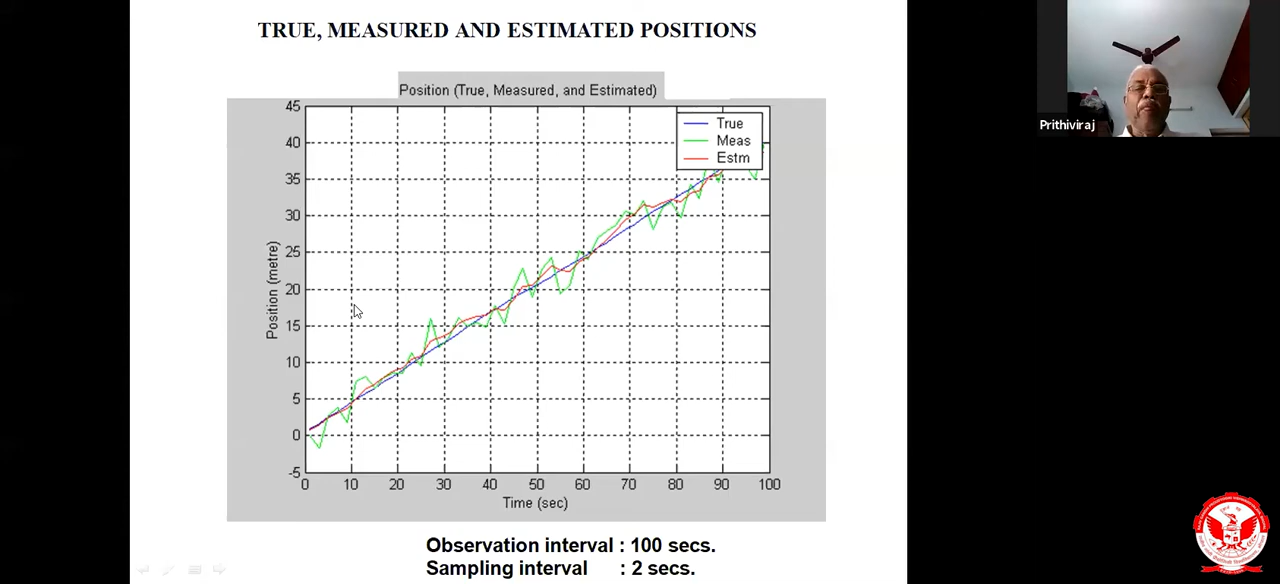 TRUE, MEASURED AND ESTIMATED POSITIONS
Position (True, Measured, and Estimated)
45
40
35
30
25
20
15
10
5
0
-5
Position (metre)
True
Meas
Estm
0 10 20 30 40 50 60 70 80 90 100
Time (sec)
Observation interval : 100 secs.
Sampling interval : 2 secs.
Prithiviraj